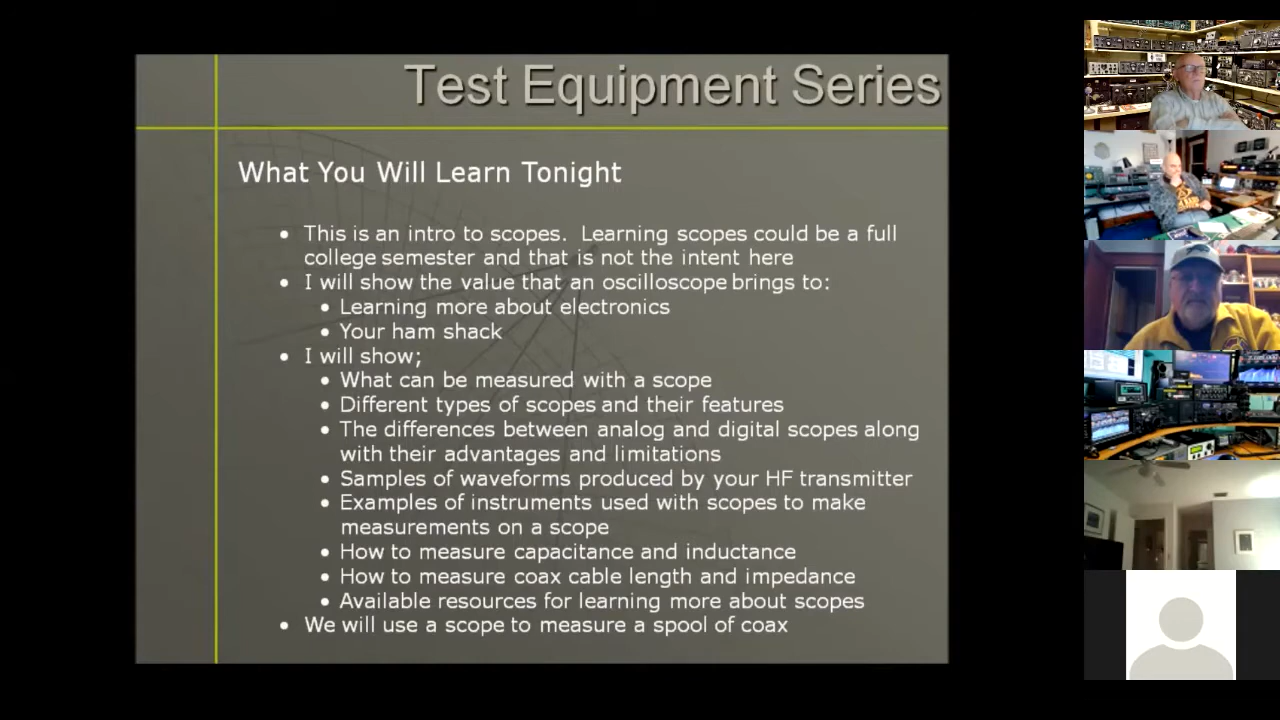 Test Equipment Series
What You Will Learn Tonight
• This is an intro to scopes. Learning scopes could be a full
college semester and that is not the intent here
• I will show the value that an oscilloscope brings to:
• Learning more about electronics
• Your ham shack
• I will show;
• What can be measured with a scope
• Different types of scopes and their features
• The differences between analog and digital scopes along
with their advantages and limitations
• Samples of waveforms produced by your HF transmitter
• Examples of instruments used with scopes to make
measurements on a scope
• How to measure capacitance and inductance
• How to measure coax cable length and impedance
• Available resources for learning more about scopes
• We will use a scope to measure a spool of coax